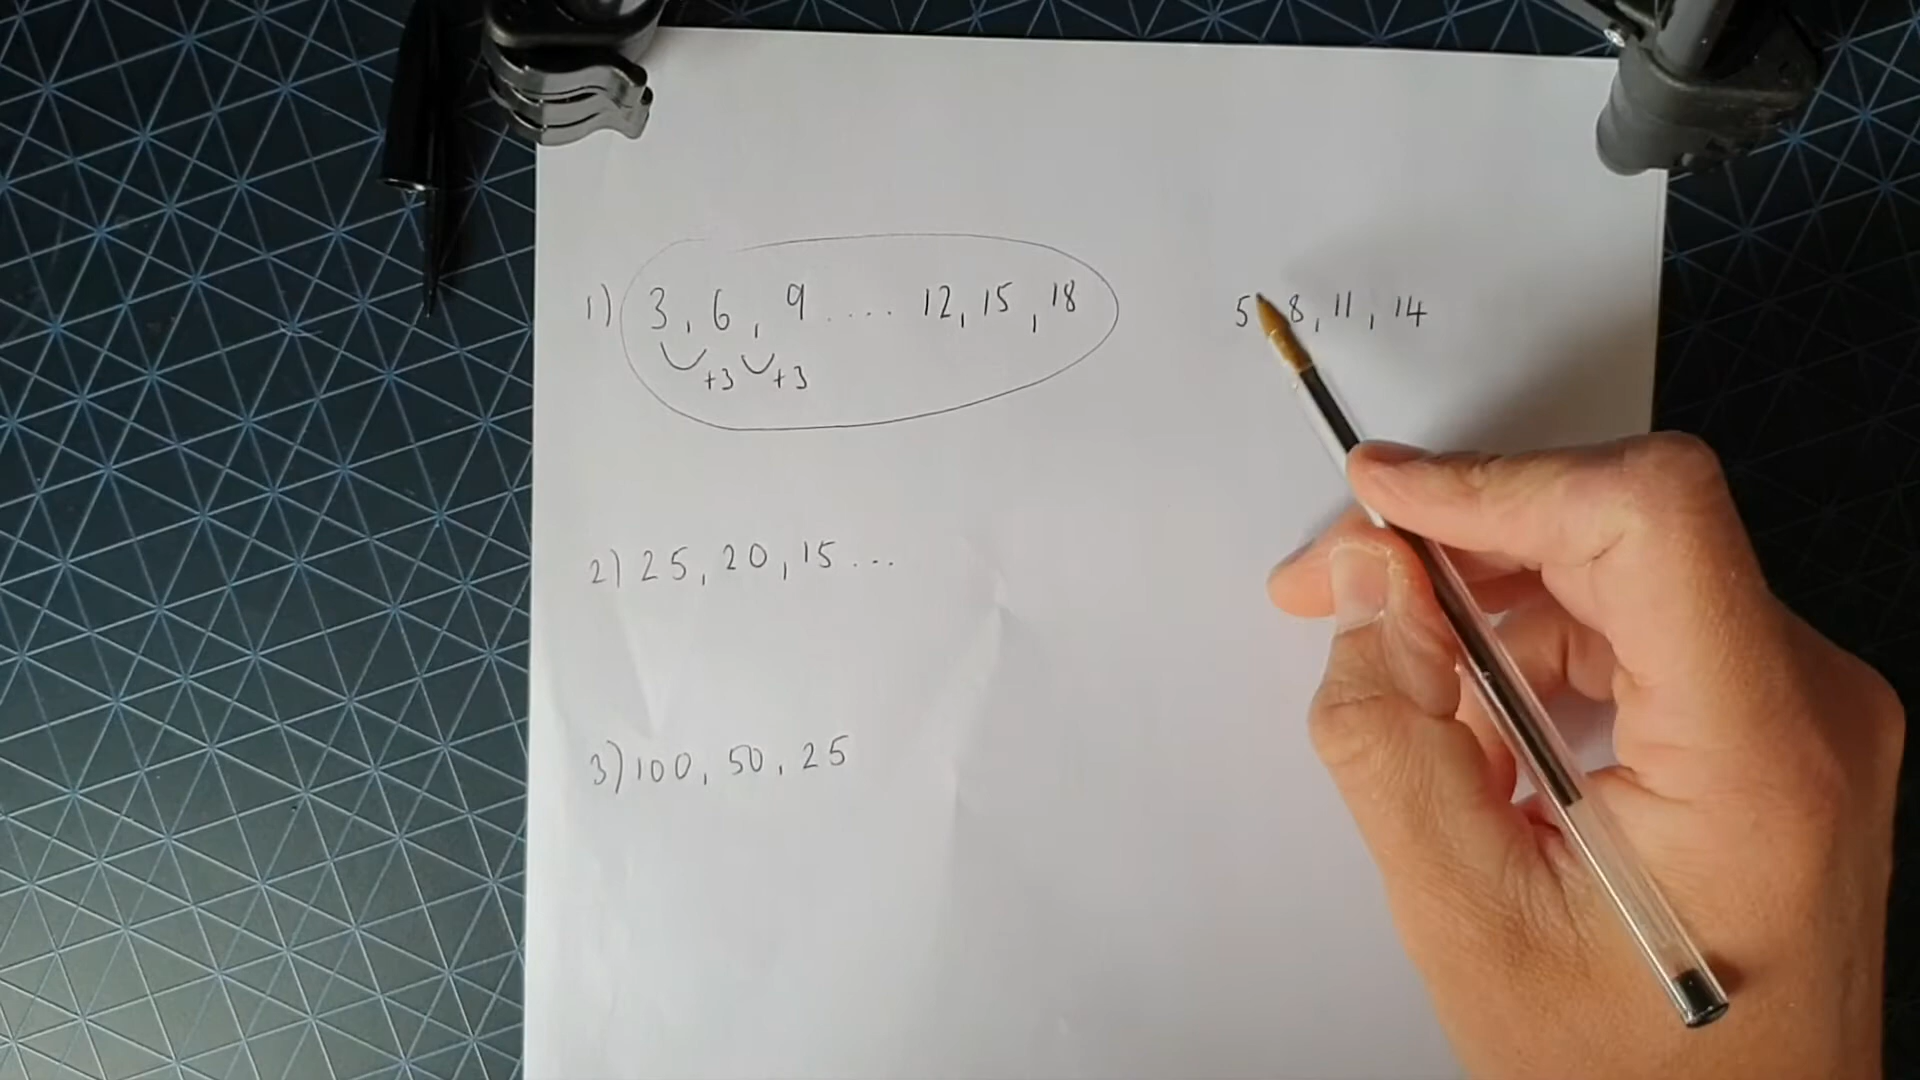 1) 3, 6, 9 .... 12, 15, 18
+3 +3
5, 8, 11, 14
2) 25, 20, 15 ...
3) 100, 50, 25